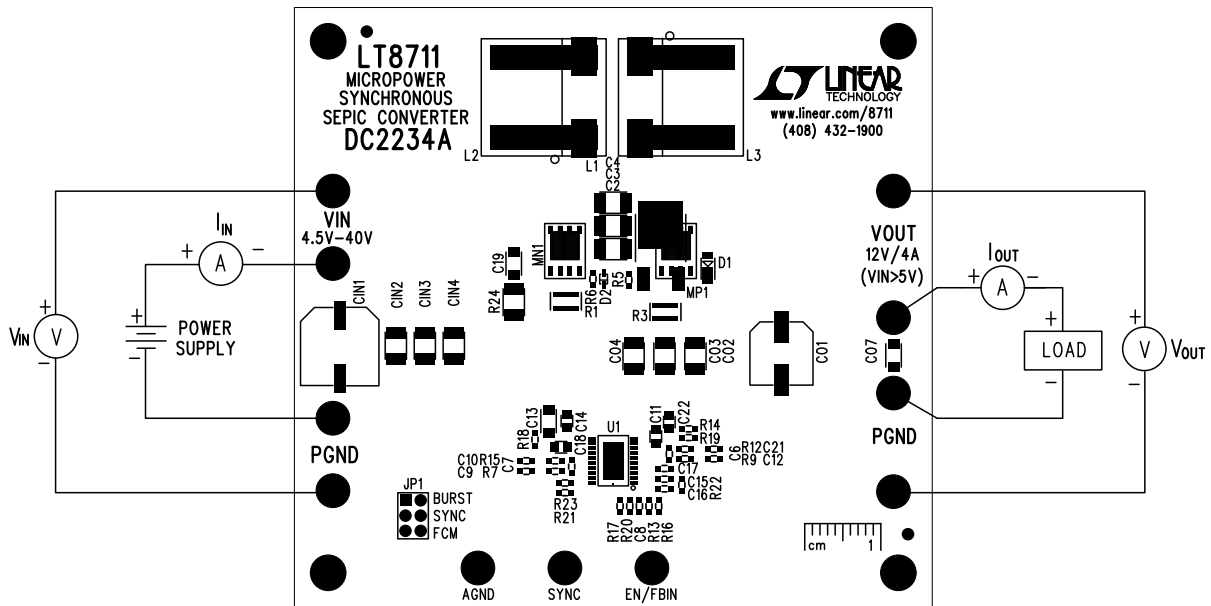 LT8711
MICROPOWER
SYNCHRONOUS
SEPIC CONVERTER
DC2234A
L2
L1
L3
LINEAR
TECHNOLOGY
www.linear.com/8711
(408) 432-1900
C4
C3
C2
VIN
4.5V-40V
IIN
+ A -
+
VIN
V
-
+
POWER
SUPPLY
-
CIN1
CIN2
CIN3
CIN4
C19
R24
MN1
R6
R1
D2
R5
R3
MP1
D1
VOUT
12V/4A
(VIN>5V)
IOUT
+ A -
+
LOAD
-
+
V
VOUT
-
CO4
CO3
CO2
CO1
CO7
PGND
PGND
R18
C13
C14
C18
U1
C11
C22
R14
R19
C10 R15
C9 R7
C7
R23
R21
C17
C15
C16
R22
C6
R12 C21
R9 C12
R17
R20
C8
R13
R16
JP1
BURST
SYNC
FCM
AGND
SYNC
EN/FBIN
cm 1